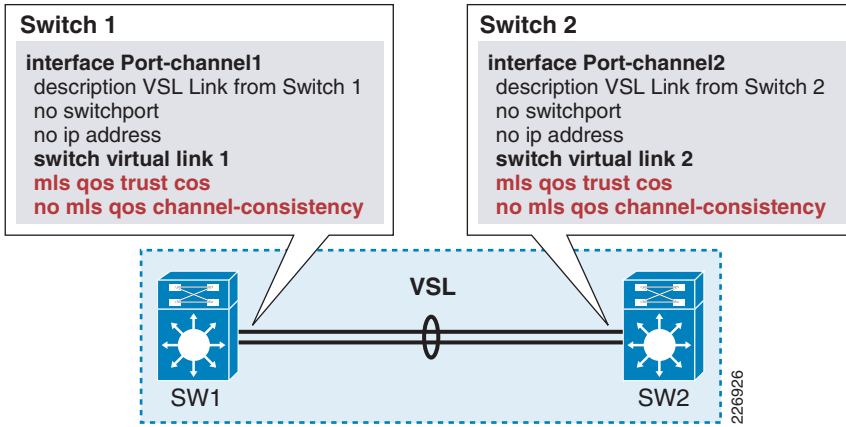 Switch 1
interface Port-channel1
description VSL Link from Switch 1
no switchport
no ip address
switch virtual link 1
mls qos trust cos
no mls qos channel-consistency
Switch 2
interface Port-channel2
description VSL Link from Switch 2
no switchport
no ip address
switch virtual link 2
mls qos trust cos
no mls qos channel-consistency
VSL
SW1
SW2
226926